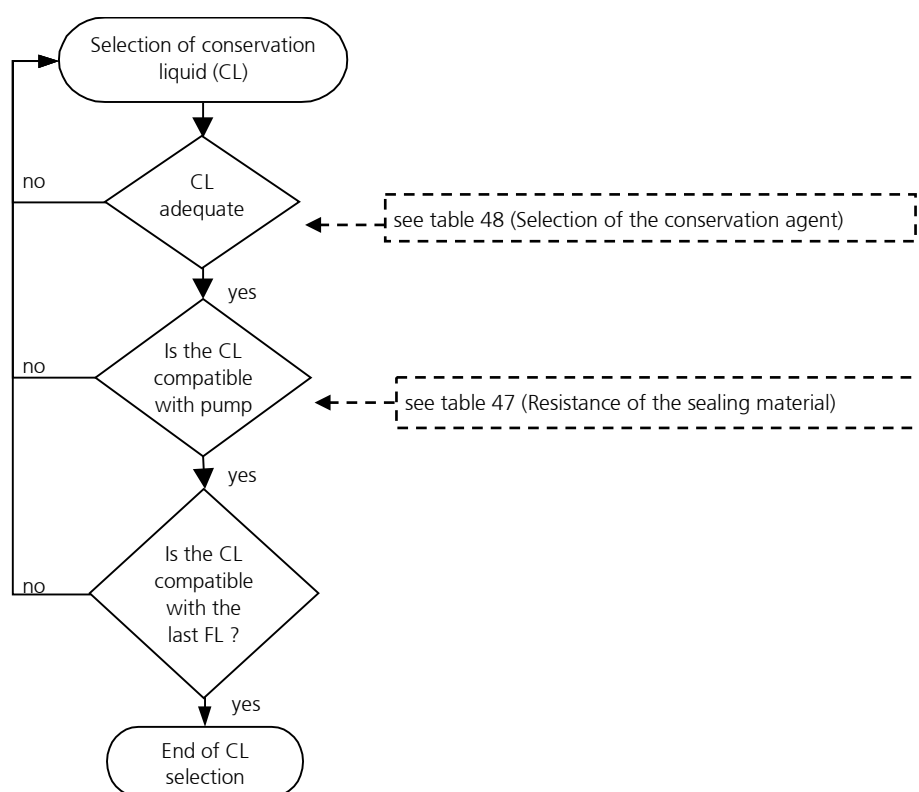 Selection of conservation
liquid (CL)
no
CL
adequate
see table 48 (Selection of the conservation agent)
yes
no
Is the CL
compatible
with pump
see table 47 (Resistance of the sealing material)
yes
no
Is the CL
compatible
with the
last FL ?
yes
End of CL
selection